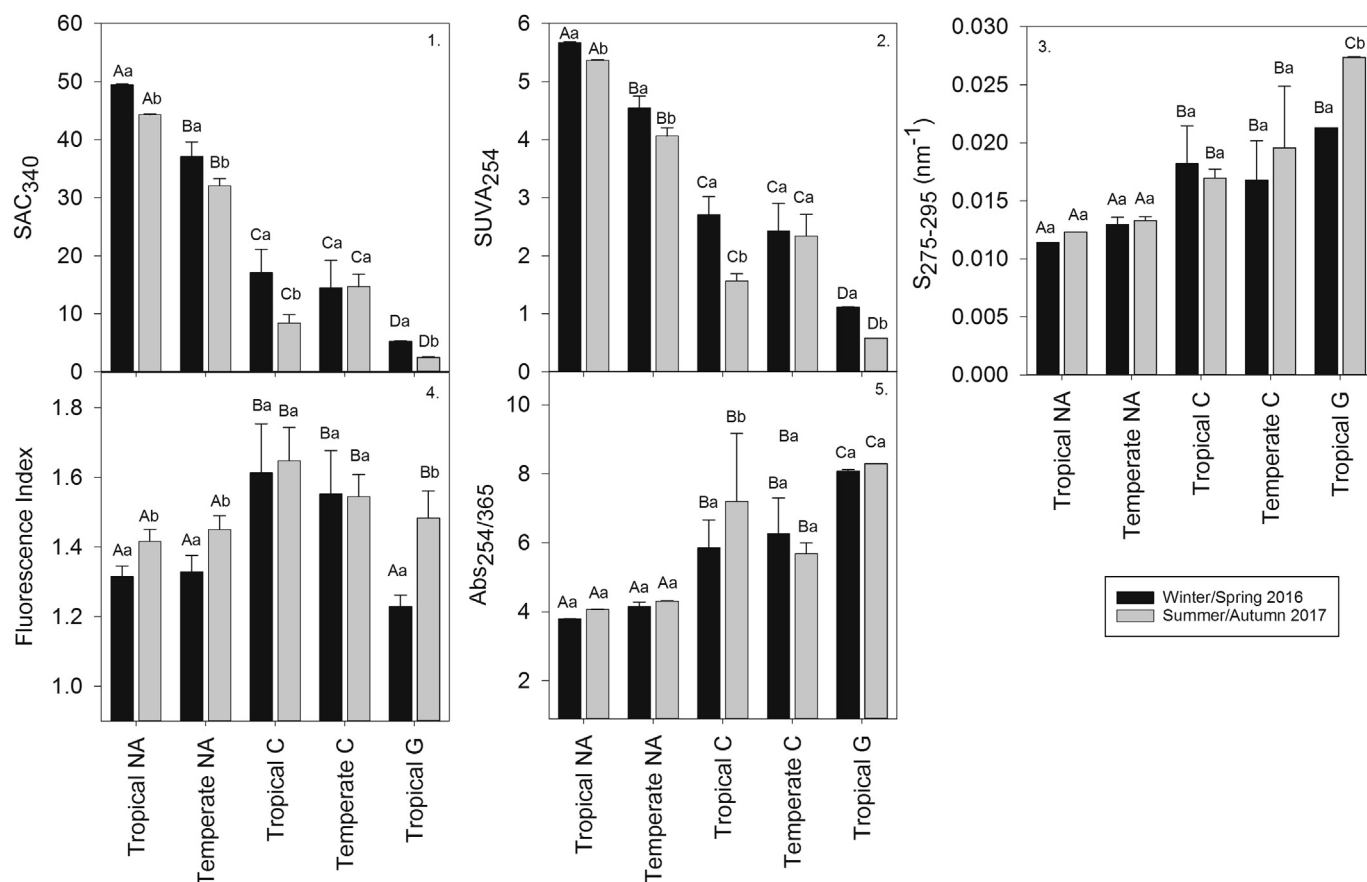 1.
SAC340
60
50
40
30
20
10
0
Aa
Ab
Ba
Bb
Ca
Cb
Ca
Ca
Da
Db
2.
SUVA254
6
5
4
3
2
1
0
Aa
Ab
Ba
Bb
Ca
Cb
Ca
Ca
Da
Db
3.
S275-295 (nm-1)
0.030
0.025
0.020
0.015
0.010
0.005
0.000
Aa
Aa
Aa
Aa
Ba
Ba
Ba
Ba
Ba
Cb
Tropical NA
Temperate NA
Tropical C
Temperate C
Tropical G
4.
Fluorescence Index
1.8
1.6
1.4
1.2
1.0
Aa
Ab
Aa
Ab
Ba
Ba
Ba
Ba
Aa
Bb
Tropical NA
Temperate NA
Tropical C
Temperate C
Tropical G
5.
Abs254/365
10
8
6
4
2
Aa
Aa
Aa
Aa
Ba
Bb
Ba
Ba
Ba
Ca
Ca
Tropical NA
Temperate NA
Tropical C
Temperate C
Tropical G
Winter/Spring 2016
Summer/Autumn 2017